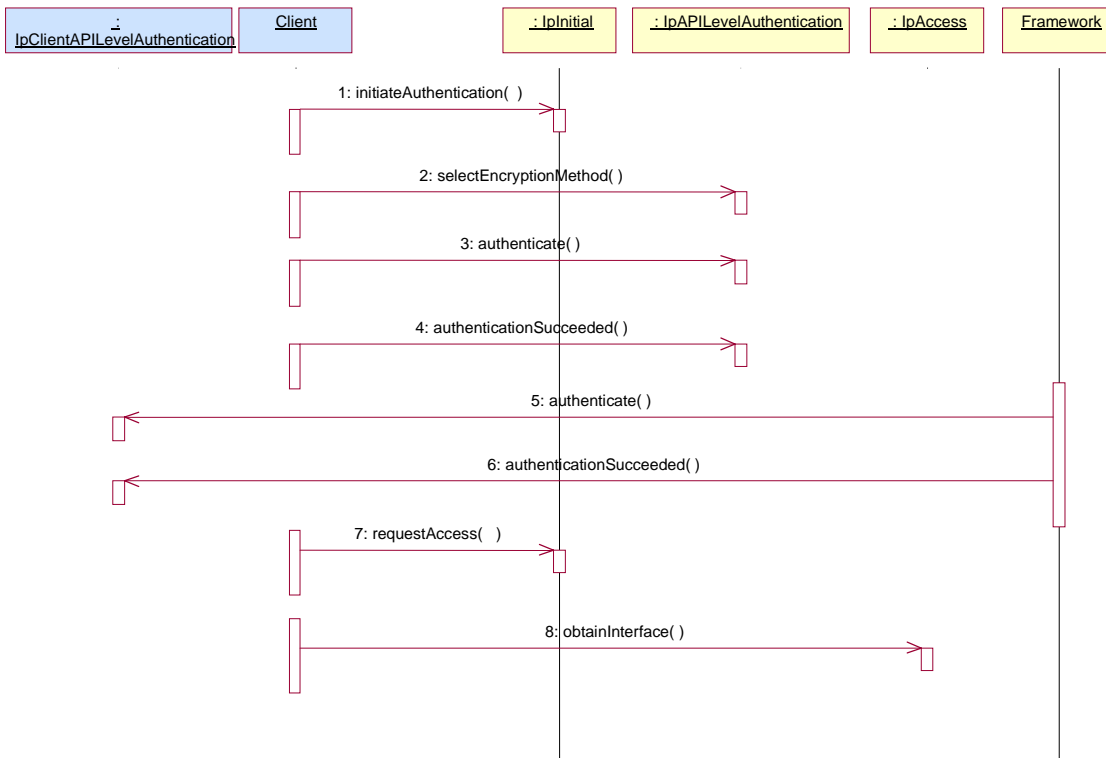 :
IpClientAPILevelAuthentication
Client
: IpInitial
: IpAPILevelAuthentication
: IpAccess
Framework
1: initiateAuthentication( )
2: selectEncryptionMethod( )
3: authenticate( )
4: authenticationSucceeded( )
5: authenticate( )
6: authenticationSucceeded( )
7: requestAccess( )
8: obtainInterface( )